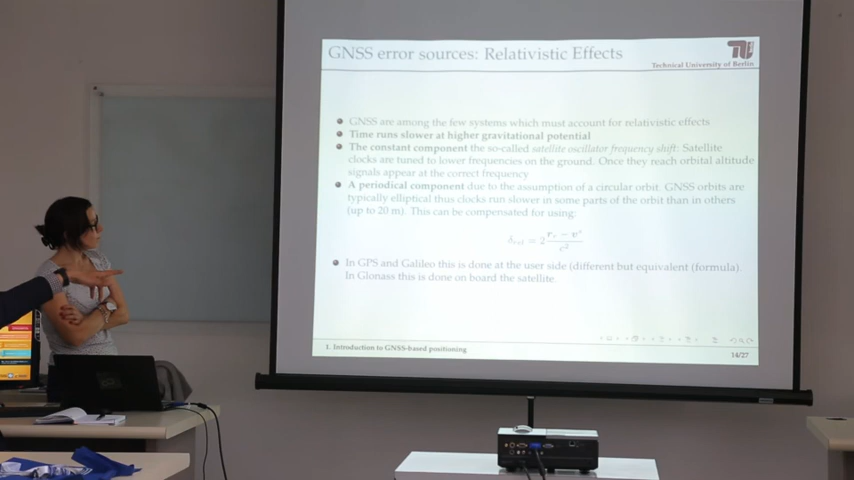 GNSS error sources: Relativistic Effects
Technical University of Berlin
GNSS are among the few systems which must account for relativistic effects
Time runs slower at higher gravitational potential
The constant component the so-called satellite oscillator frequency shift: Satellite
clocks are tuned to lower frequencies on the ground. Once they reach orbital altitude
signals appear at the correct frequency
A periodical component due to the assumption of a circular orbit. GNSS orbits are
typically elliptical thus clocks run slower in some parts of the orbit than in others
(up to 20 m). This can be compensated for using:
In GPS and Galileo this is done at the user side (different but equivalent (formula).
In Glonass this is done on board the satellite.
1. Introduction to GNSS-based positioning
14/27